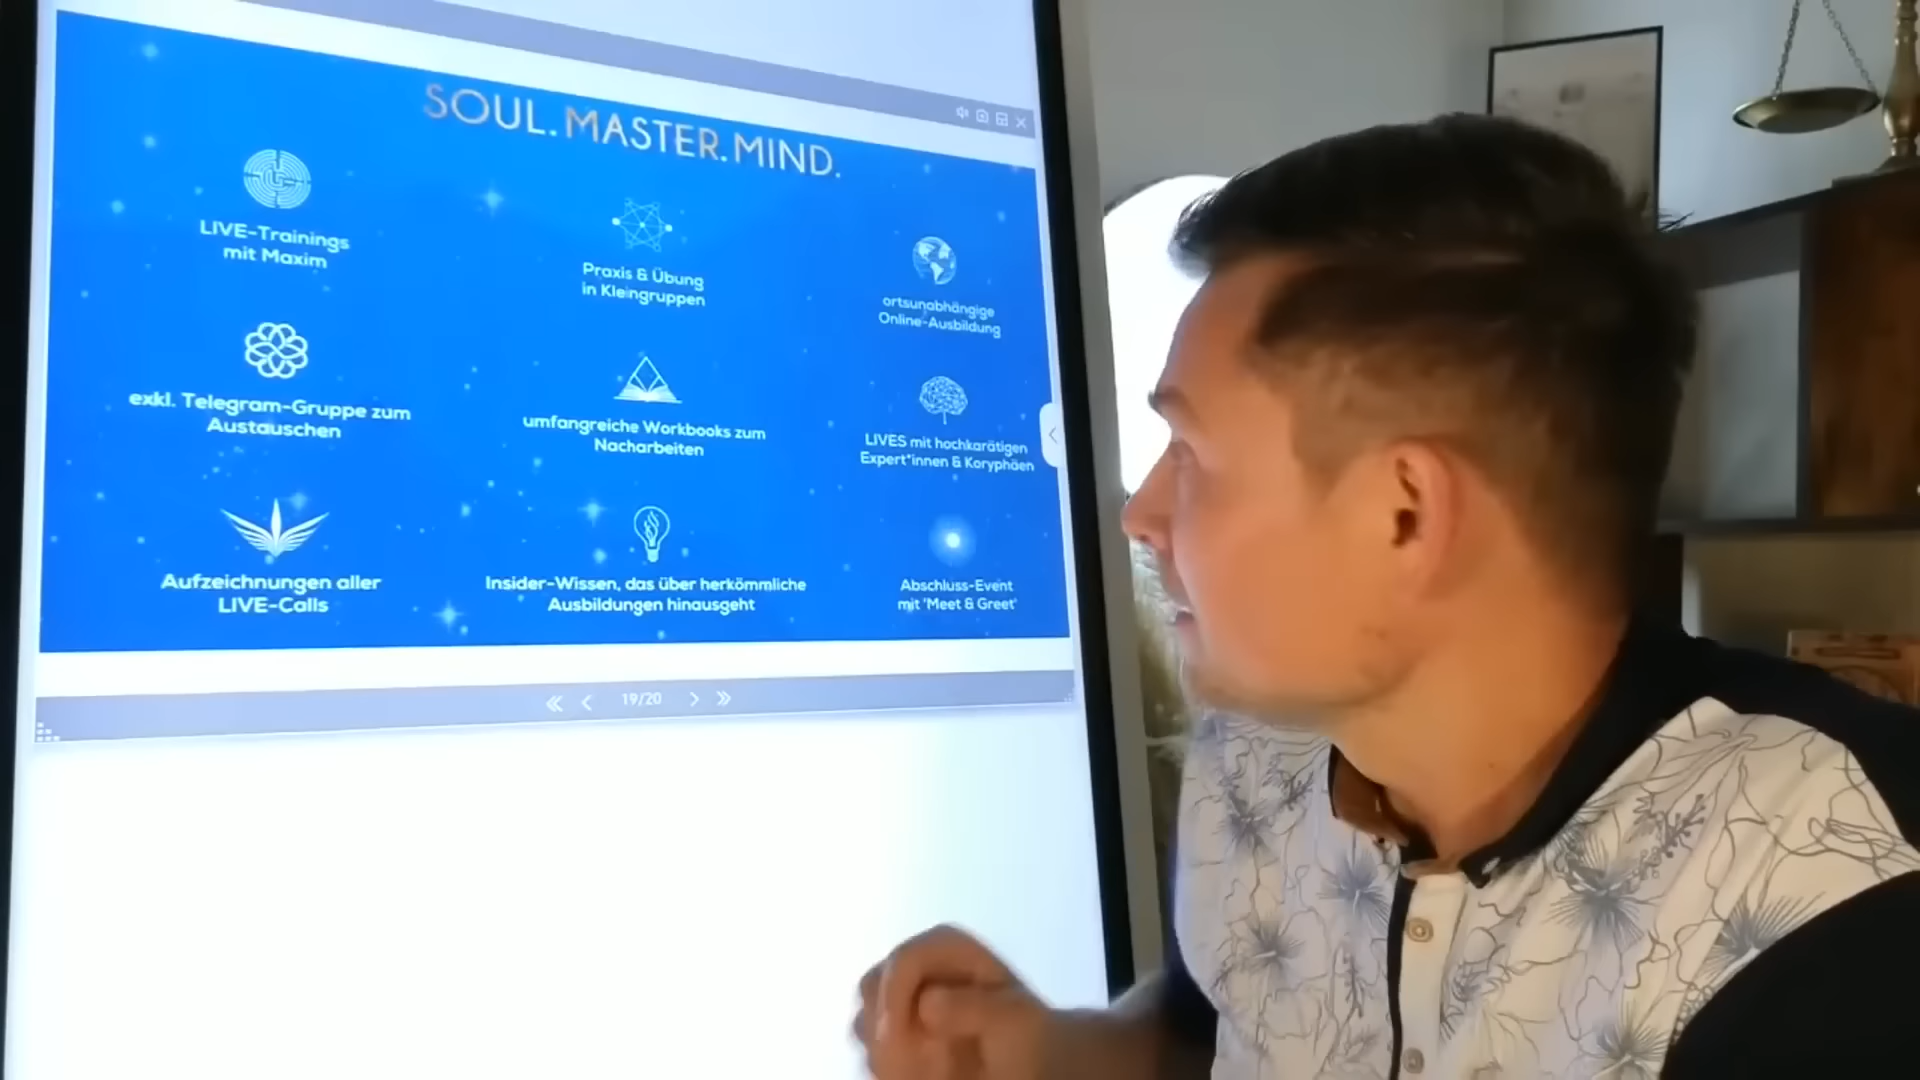 SOUL.MASTER.MIND.
LIVE-Trainings
mit Maxim
Praxis & Übung
in Kleingruppen
ortsunabhängige
Online-Ausbildung
exkl. Telegram-Gruppe zum
Austauschen
umfangreiche Workbooks zum
Nacharbeiten
LIVES mit hochkarätigen
Expert*innen & Koryphäen
Aufzeichnungen aller
LIVE-Calls
Insider-Wissen, das über herkömmliche
Ausbildungen hinausgeht
Abschluss-Event
mit 'Meet & Greet'
19/20